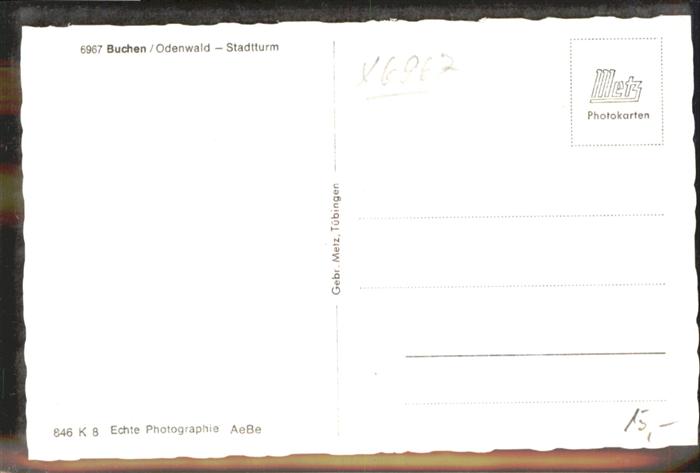 6967 Buchen / Odenwald – Stadtturm
X6967
Metz
Photokarten
Gebr. Metz, Tübingen
15,–
846 K 8 Echte Photographie AeBe